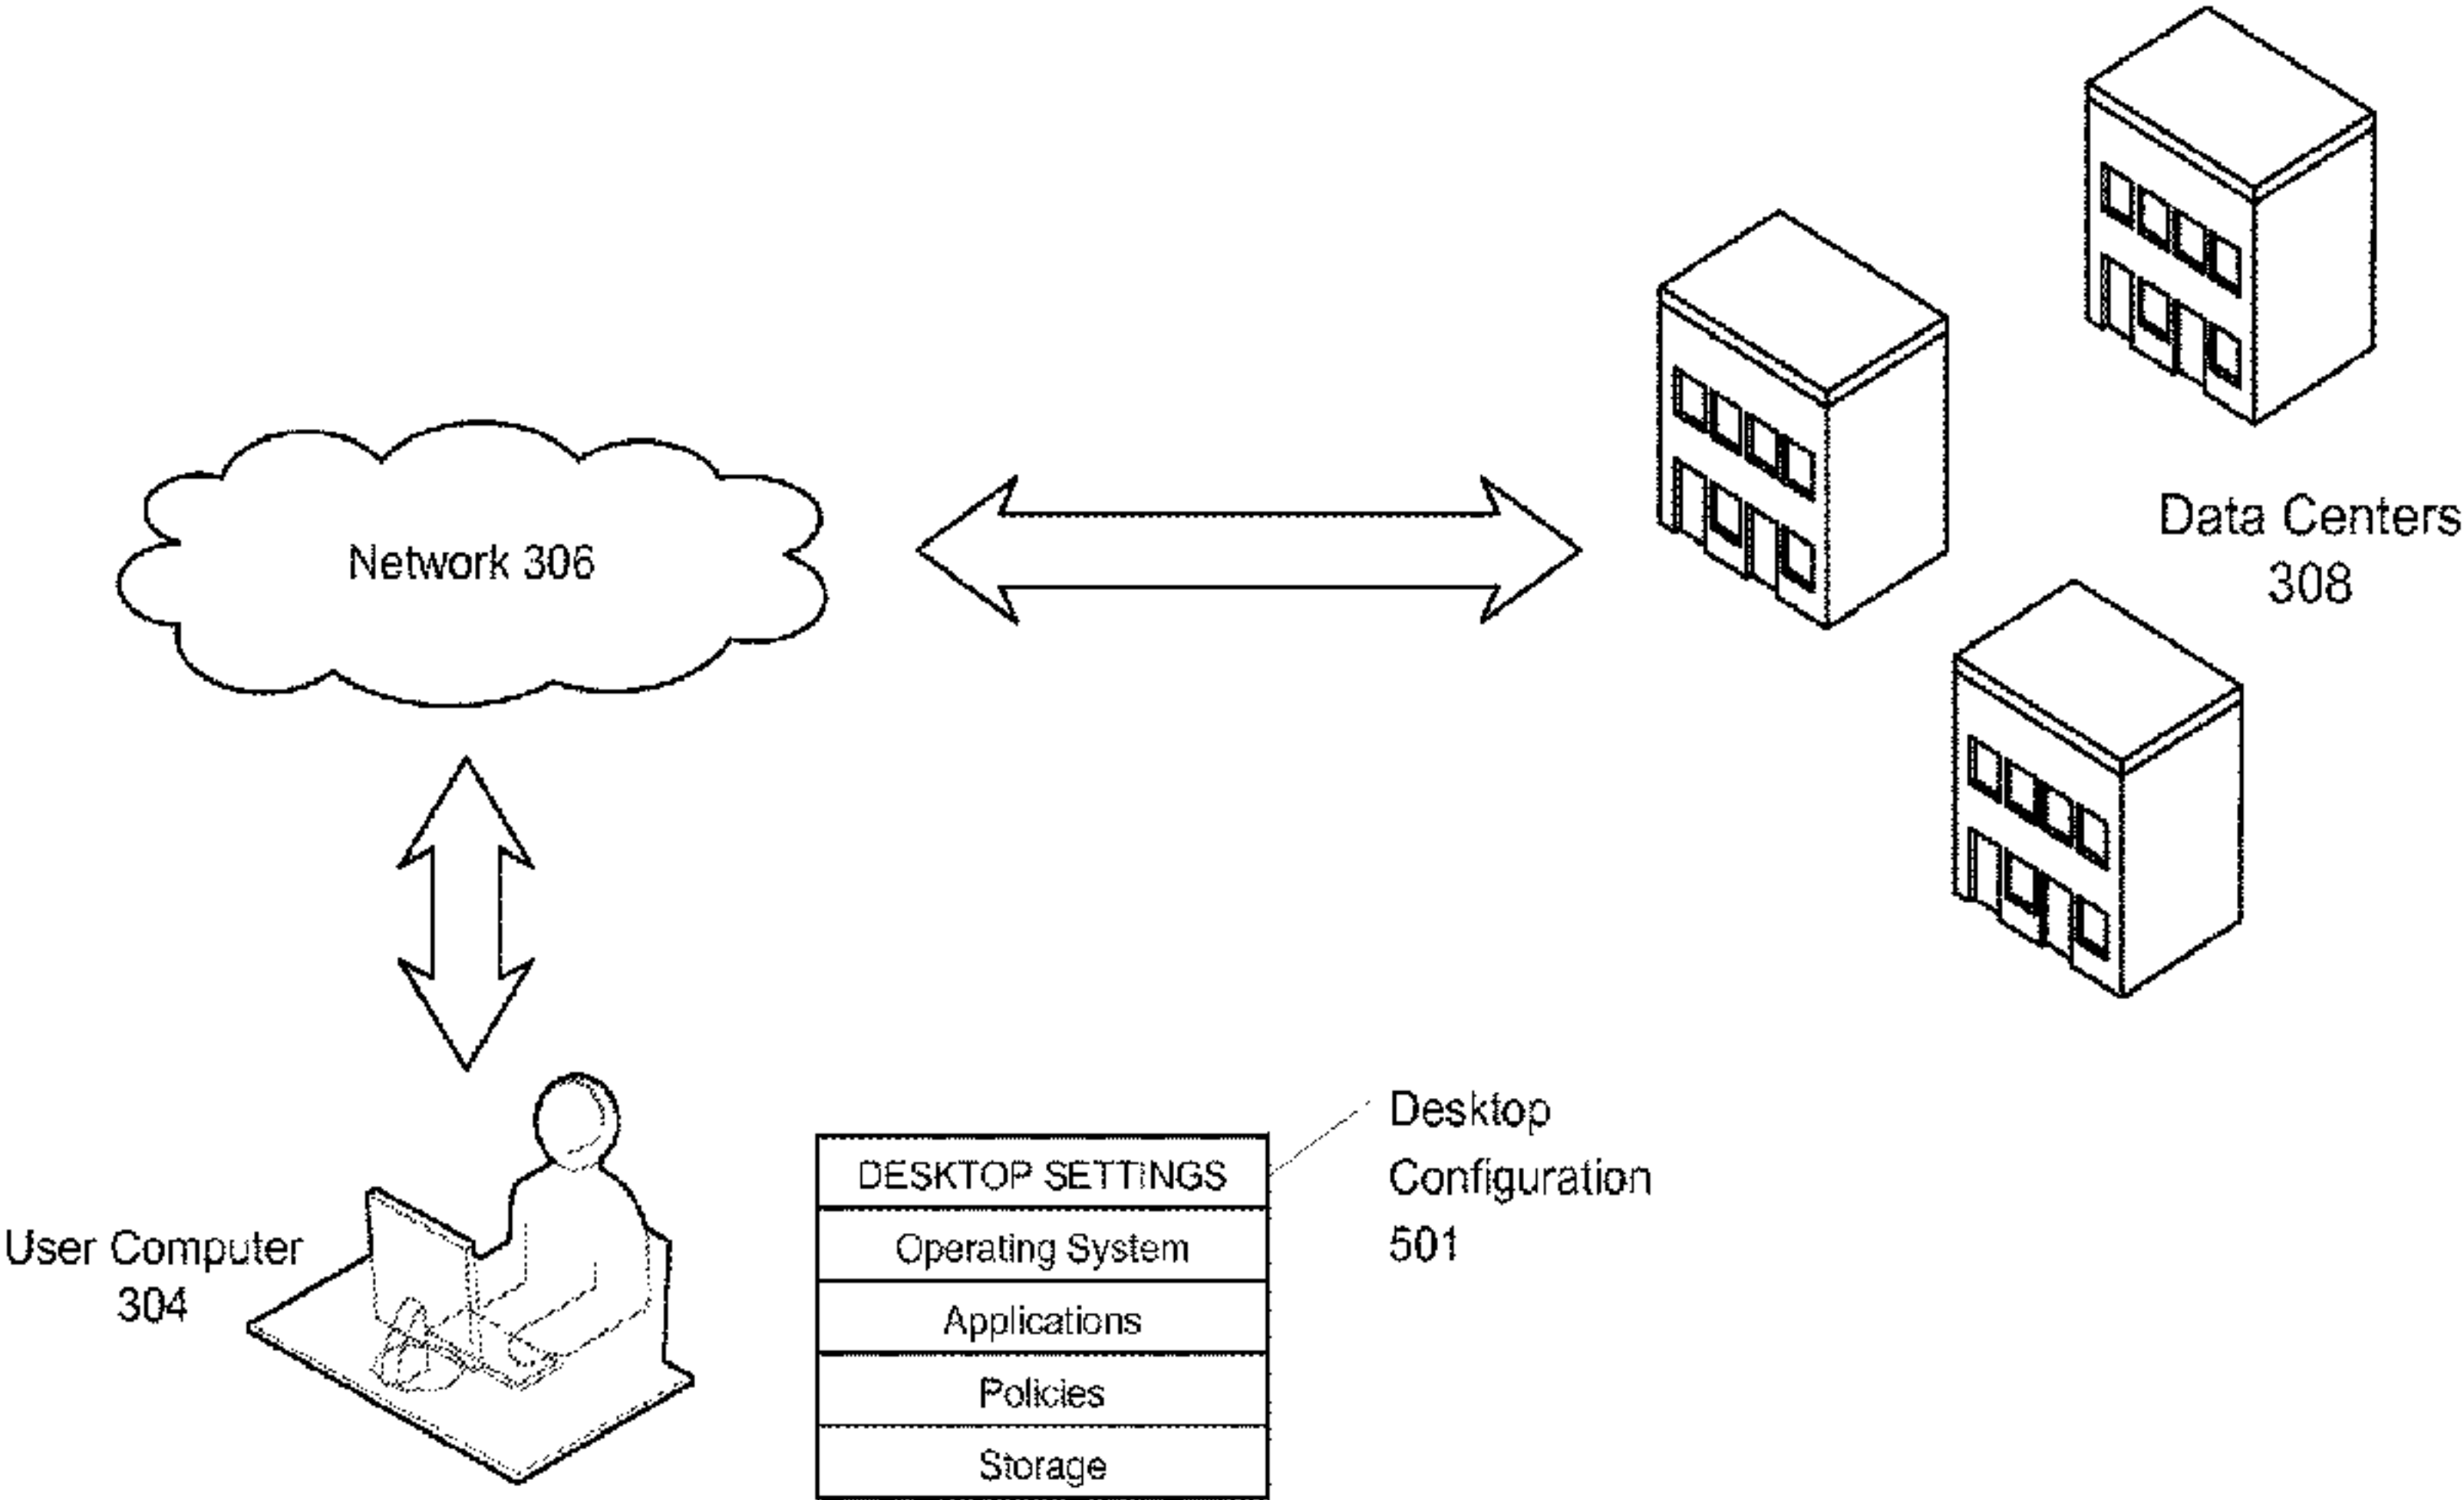 Network 306
Data Centers
308
User Computer
304
DESKTOP SETTINGS
Operating System
Applications
Policies
Storage
Desktop
Configuration
501